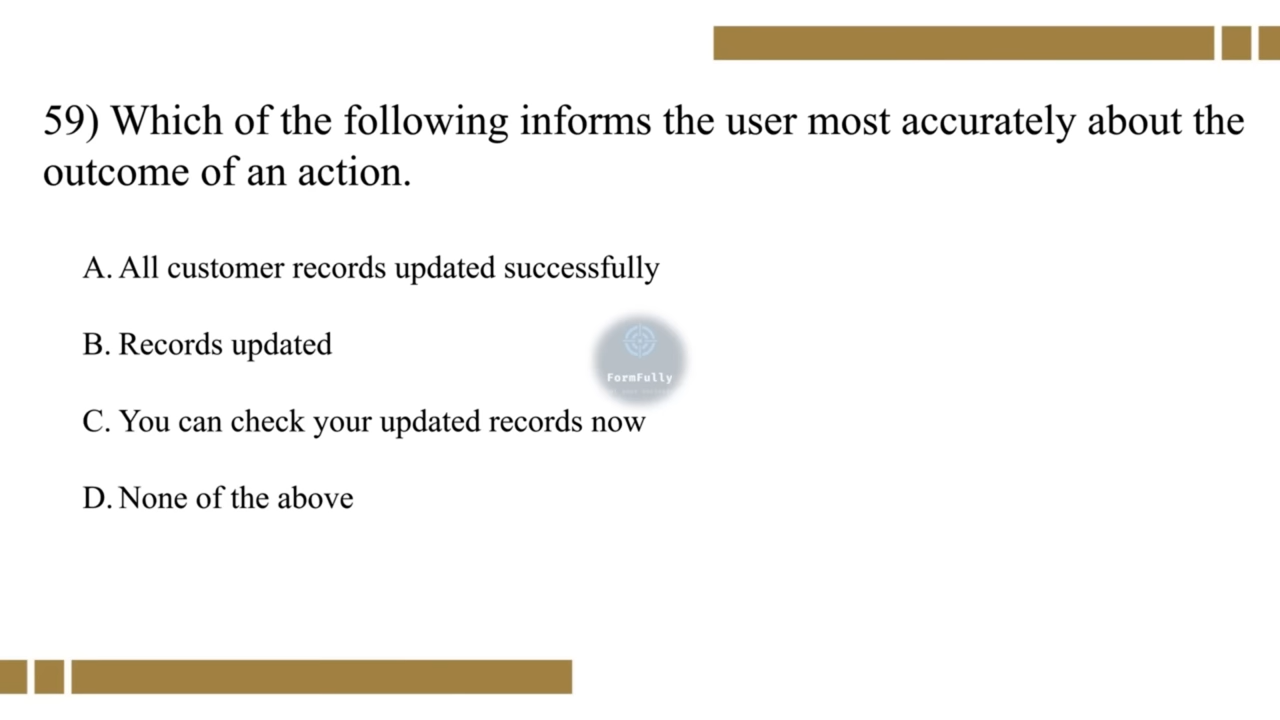 59) Which of the following informs the user most accurately about the
outcome of an action.
A. All customer records updated successfully
B. Records updated
FormFully
C. You can check your updated records now
D. None of the above